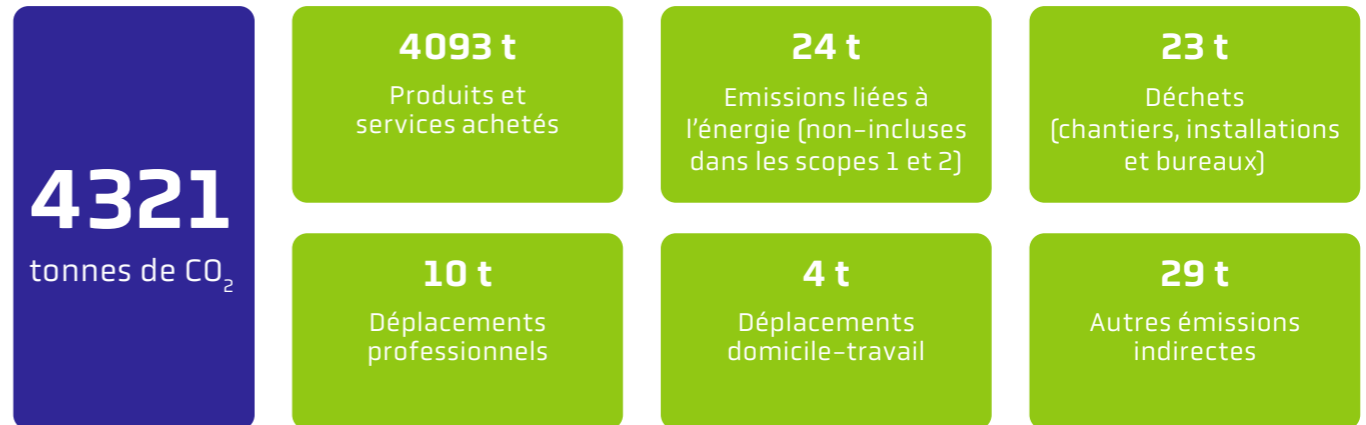 4321
tonnes de CO₂
4093 t
Produits et
services achetés
24 t
Emissions liées à
l'énergie (non-incluses
dans les scopes 1 et 2)
23 t
Déchets
(chantiers, installations
et bureaux)
10 t
Déplacements
professionnels
4 t
Déplacements
domicile-travail
29 t
Autres émissions
indirectes